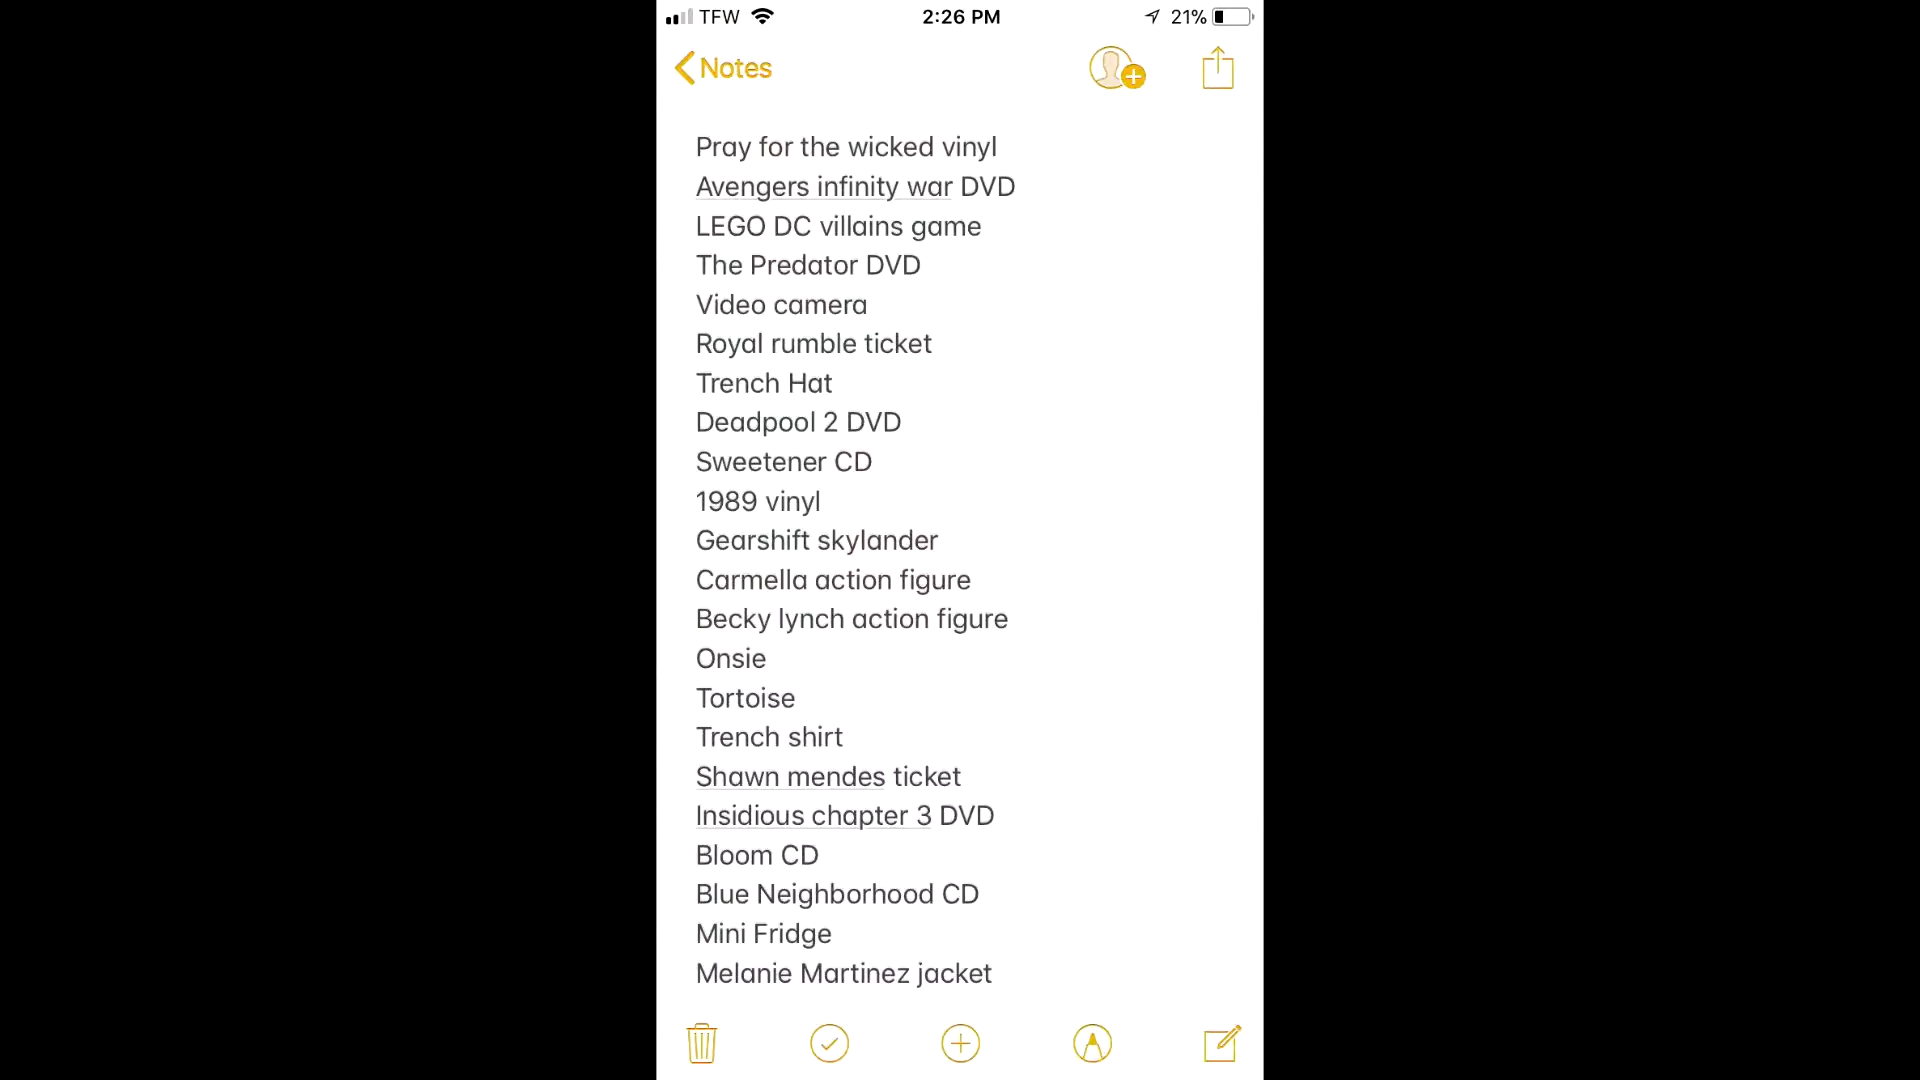 TFW 2:26 PM 21%
Notes
Pray for the wicked vinyl
Avengers infinity war DVD
LEGO DC villains game
The Predator DVD
Video camera
Royal rumble ticket
Trench Hat
Deadpool 2 DVD
Sweetener CD
1989 vinyl
Gearshift skylander
Carmella action figure
Becky lynch action figure
Onsie
Tortoise
Trench shirt
Shawn mendes ticket
Insidious chapter 3 DVD
Bloom CD
Blue Neighborhood CD
Mini Fridge
Melanie Martinez jacket